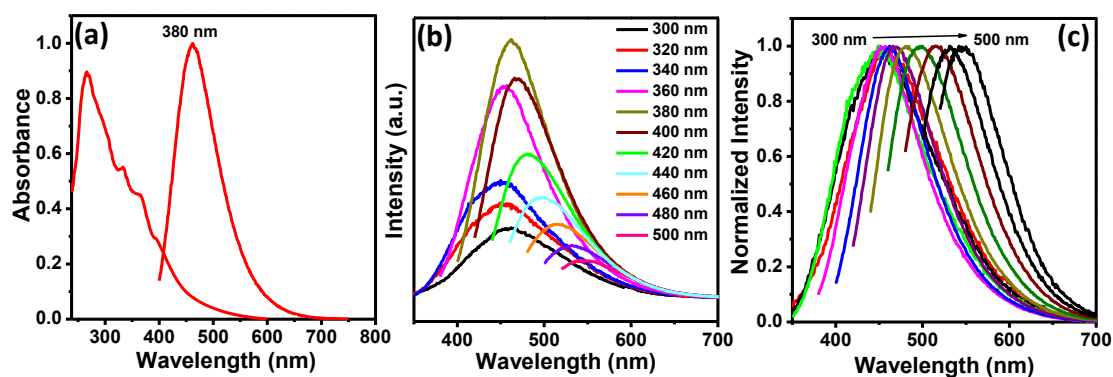 (a)
380 nm
Absorbance
1.0
0.8
0.6
0.4
0.2
0.0
300 400 500 600 700 800
Wavelength (nm)
(b)
Intensity (a.u.)
300 nm
320 nm
340 nm
360 nm
380 nm
400 nm
420 nm
440 nm
460 nm
480 nm
500 nm
400 500 600 700
Wavelength (nm)
(c)
300 nm 500 nm
Normalized Intensity
1.0
0.8
0.6
0.4
0.2
0.0
400 500 600 700
Wavelength (nm)